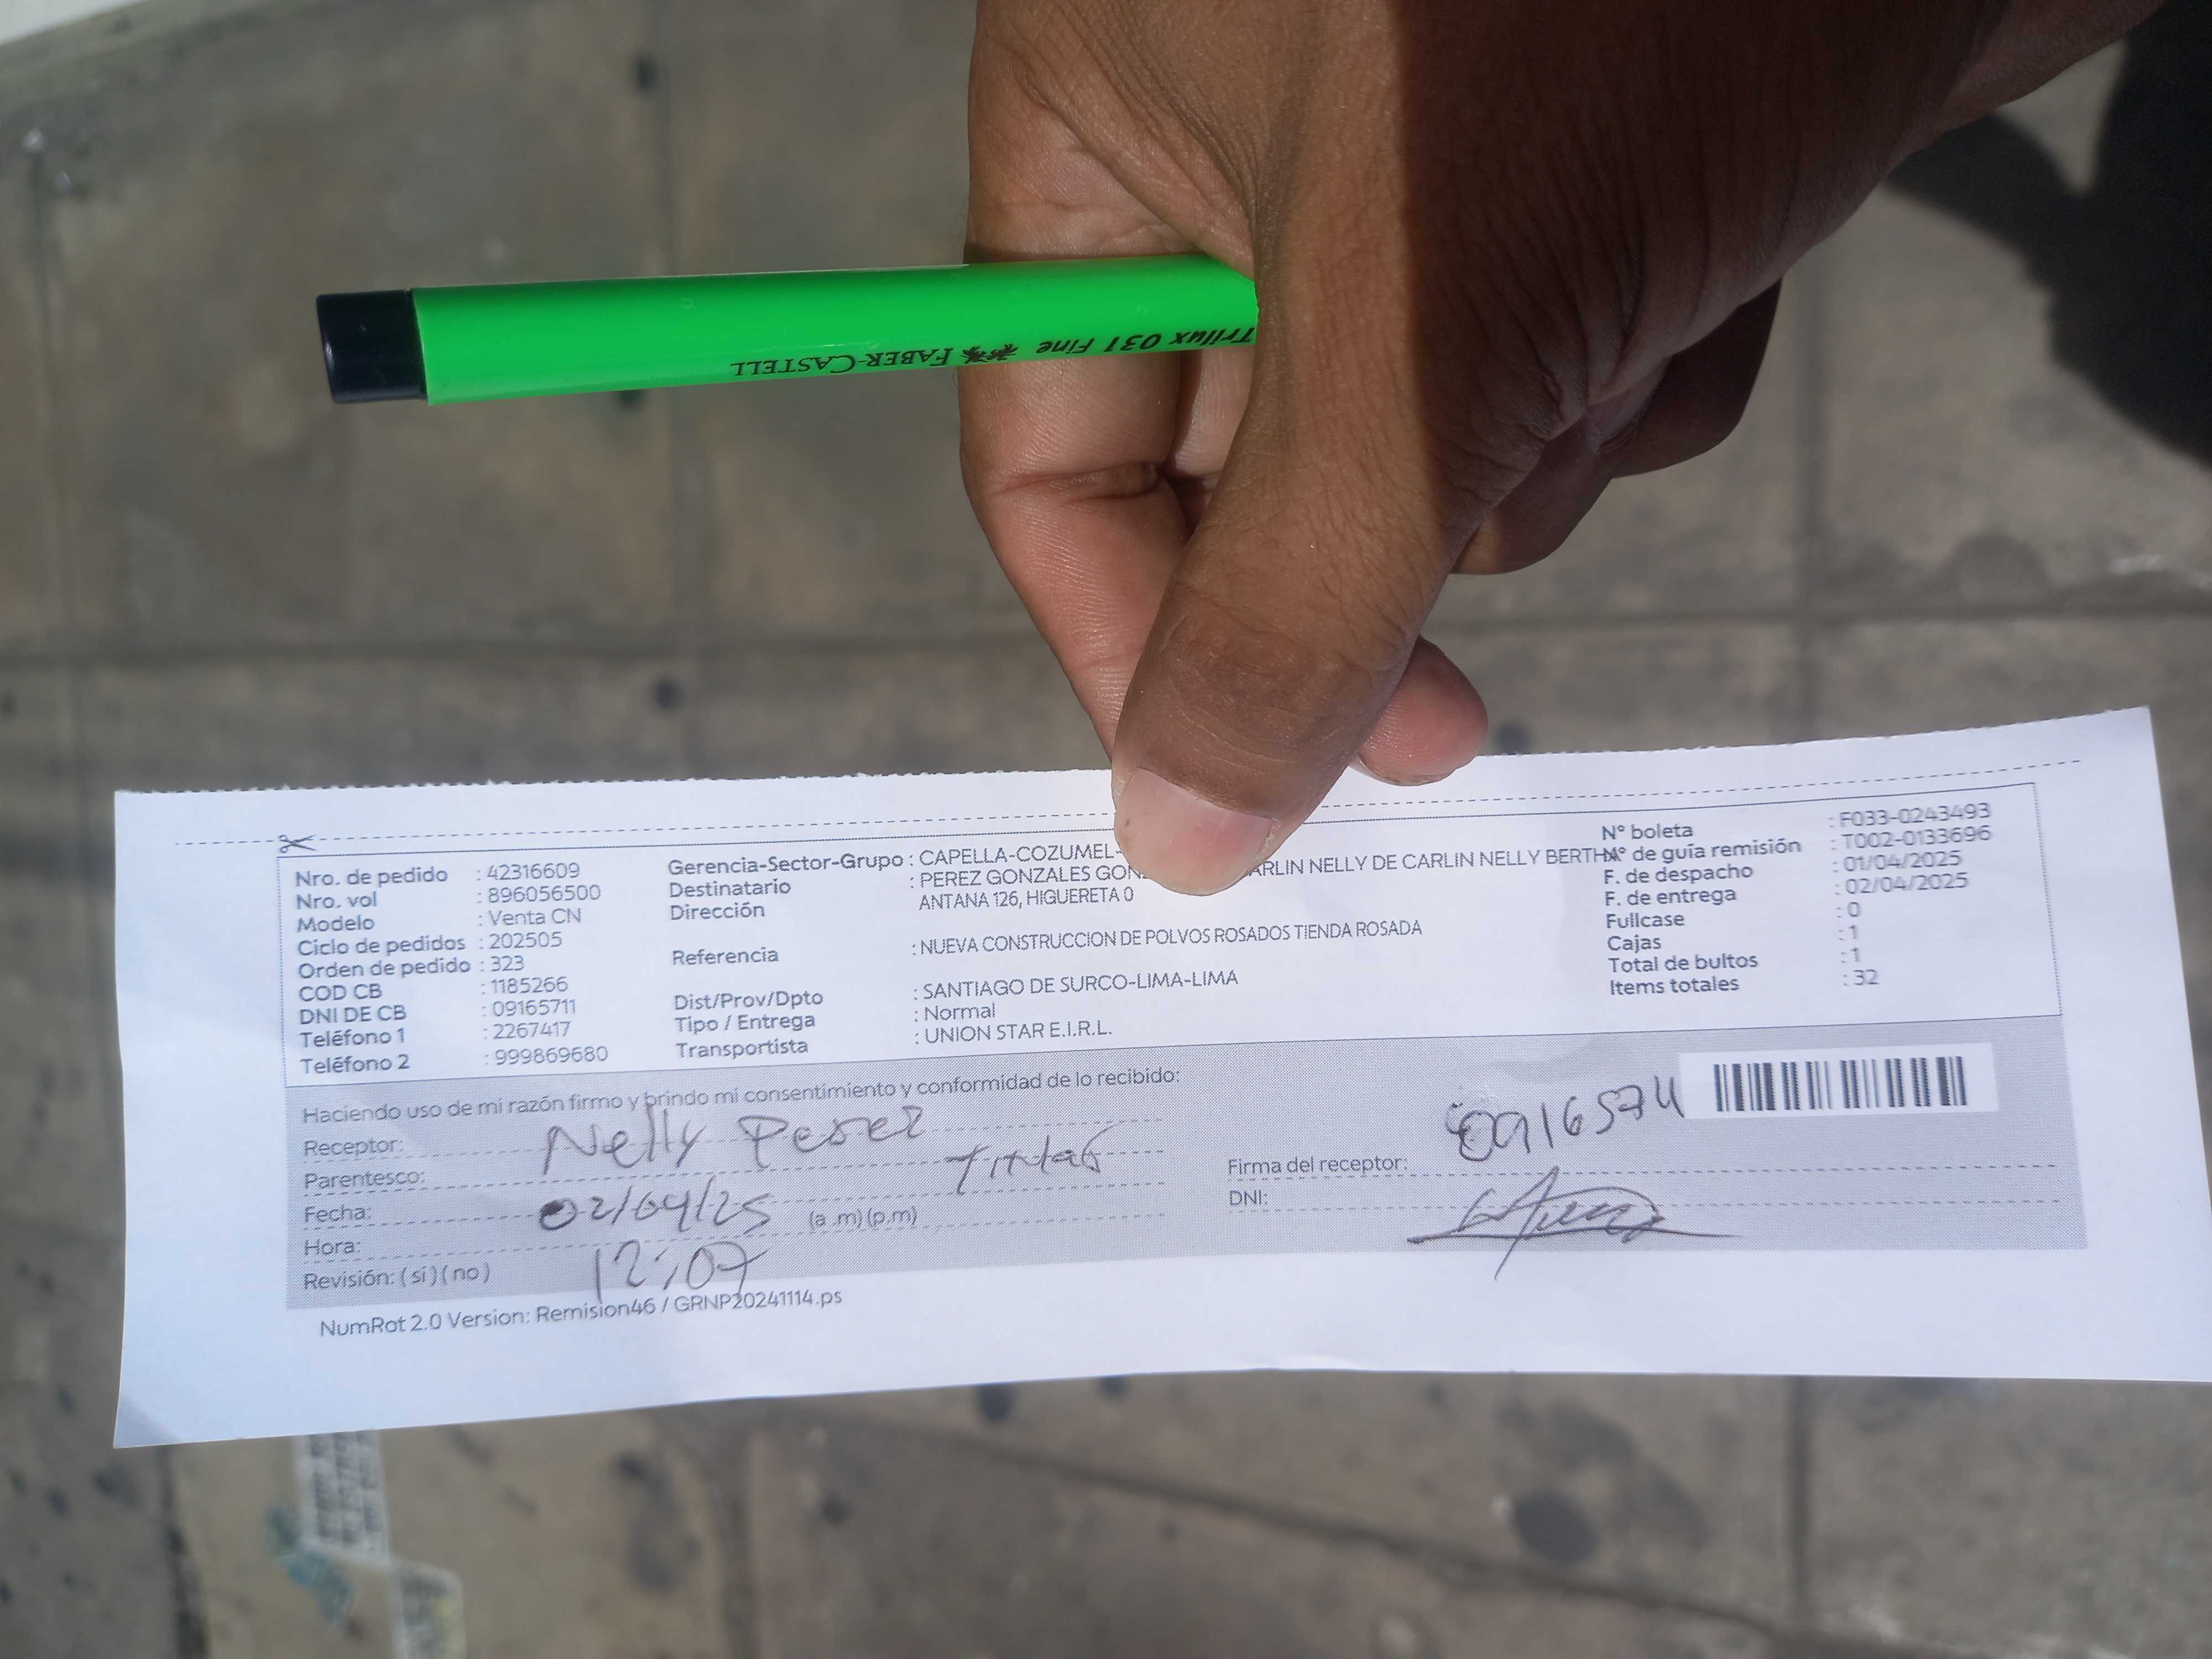 Trilux 031 Fine FABER-CASTELL
Nro. de pedido : 42316609
Nro. vol : 896056500
Modelo : Venta CN
Ciclo de pedidos : 202505
Orden de pedido : 323
COD CB : 1185266
DNI DE CB : 09165711
Teléfono 1 : 2267417
Teléfono 2 : 999869680
Gerencia-Sector-Grupo : CAPELLA-COZUMEL-
Destinatario : PEREZ GONZALES CARLIN NELLY DE CARLIN NELLY BERTHA
Dirección ANTANA 126, HIGUERETA 0
Referencia : NUEVA CONSTRUCCION DE POLVOS ROSADOS TIENDA ROSADA
Dist/Prov/Dpto : SANTIAGO DE SURCO-LIMA-LIMA
Tipo / Entrega : Normal
Transportista : UNION STAR E.I.R.L.
N° boleta : F033-0243493
N° de guía remisión : T002-0133696
F. de despacho : 01/04/2025
F. de entrega : 02/04/2025
Fullcase : 0
Cajas : 1
Total de bultos : 1
Items totales : 32
Haciendo uso de mi razón firmo y brindo mi consentimiento y conformidad de lo recibido:
Receptor: Nelly Perez
Parentesco:
Fecha: 02/04/25 (a .m) (p.m)
Hora: 12:07
Revisión: ( si ) ( no )
Firma del receptor:
DNI:
NumRot 2.0 Version: Remision46 / GRNP20241114.ps